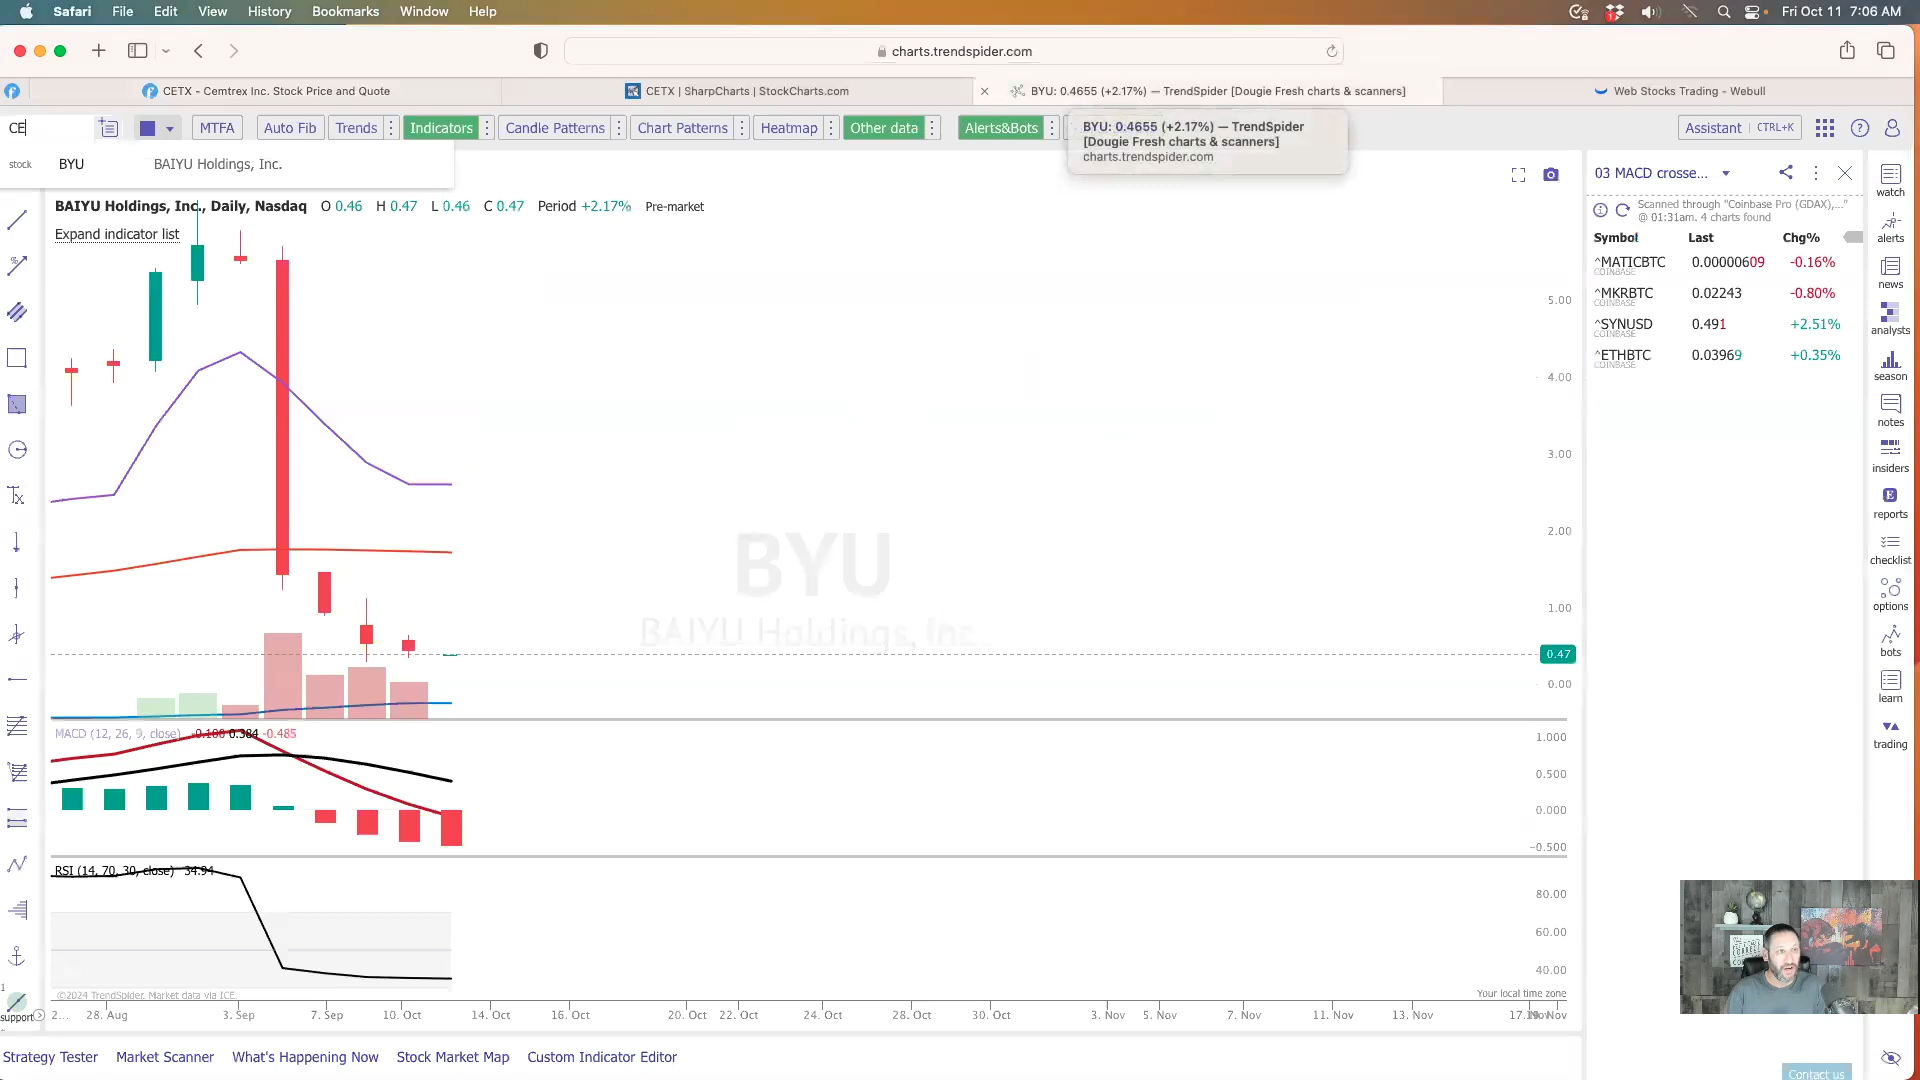 Safari File Edit View History Bookmarks Window Help
Fri Oct 11 7:06 AM
charts.trendspider.com
CETX - Cemtrex Inc. Stock Price and Quote
CETX | SharpCharts | StockCharts.com
BYU: 0.4655 (+2.17%) — TrendSpider [Dougie Fresh charts & scanners]
Web Stocks Trading - Webull
CE
MTFA
Auto Fib
Trends
Indicators
Candle Patterns
Chart Patterns
Heatmap
Other data
Alerts&Bots
Assistant CTRL+K
BYU: 0.4655 (+2.17%) — TrendSpider
[Dougie Fresh charts & scanners]
charts.trendspider.com
stock BYU BAIYU Holdings, Inc.
BAIYU Holdings, Inc., Daily, Nasdaq O 0.46 H 0.47 L 0.46 C 0.47 Period +2.17% Pre-market
Expand indicator list
5.00
4.00
3.00
2.00
1.00
0.47
0.00
BYU
BAIYU Holdings, Inc.
MACD (12, 26, 9, close) -0.100 0.384 -0.485
1.000
0.500
0.000
-0.500
RSI (14, 70, 30, close) 34.94
80.00
60.00
40.00
©2024 TrendSpider. Market data via ICE.
Your local time zone
2... 28. Aug 3. Sep 7. Sep 10. Oct 14. Oct 16. Oct 20. Oct 22. Oct 24. Oct 28. Oct 30. Oct 3. Nov 5. Nov 7. Nov 11. Nov 13. Nov
1
support
Strategy Tester Market Scanner What's Happening Now Stock Market Map Custom Indicator Editor
03 MACD crosse...
Scanned through "Coinbase Pro (GDAX),..."
@ 01:31am. 4 charts found
Symbol Last Chg%
^MATICBTC 0.00000609 -0.16%
COINBASE
^MKRBTC 0.02243 -0.80%
COINBASE
^SYNUSD 0.491 +2.51%
COINBASE
^ETHBTC 0.03969 +0.35%
COINBASE
watch
alerts
news
analysts
season
notes
insiders
E
reports
checklist
options
bots
learn
trading
Contact us